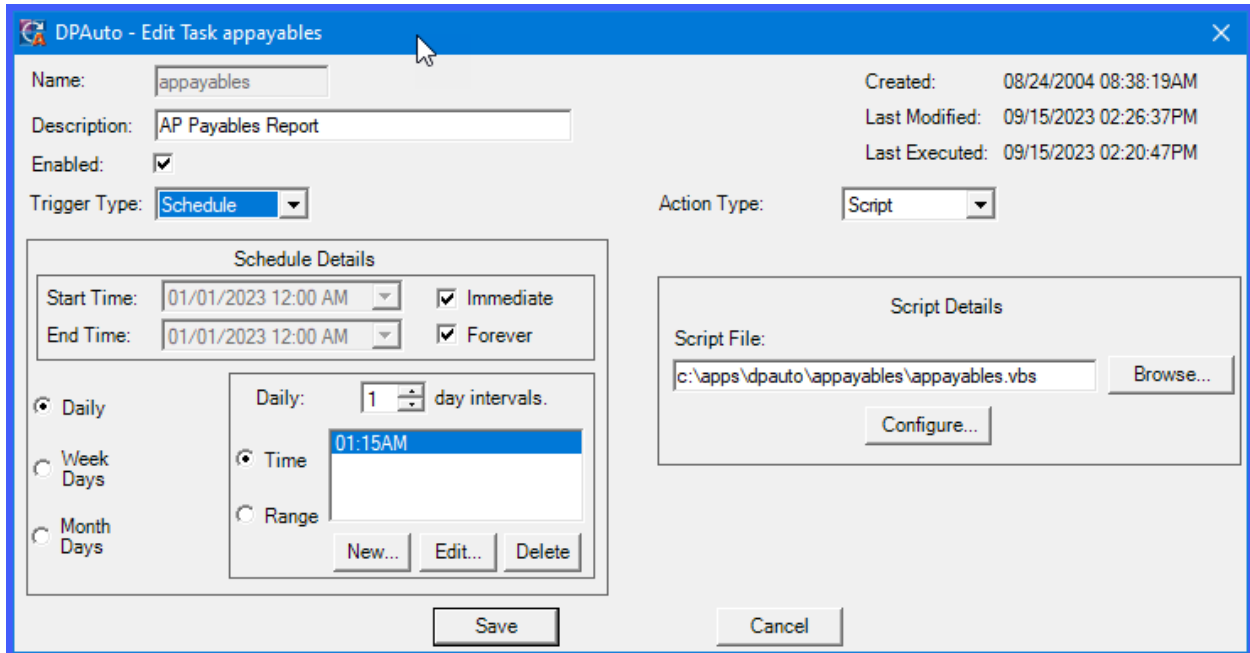 DPAuto - Edit Task appayables
Name: appayables
Created: 08/24/2004 08:38:19AM
Description: AP Payables Report
Last Modified: 09/15/2023 02:26:37PM
Enabled:
Last Executed: 09/15/2023 02:20:47PM
Trigger Type: Schedule
Action Type: Script
Schedule Details
Start Time: 01/01/2023 12:00 AM Immediate
End Time: 01/01/2023 12:00 AM Forever
Daily
Week
Days
Month
Days
Daily: 1 day intervals.
Time
01:15AM
Range
New... Edit... Delete
Script Details
Script File:
c:\apps\dpauto\appayables\appayables.vbs Browse...
Configure...
Save Cancel